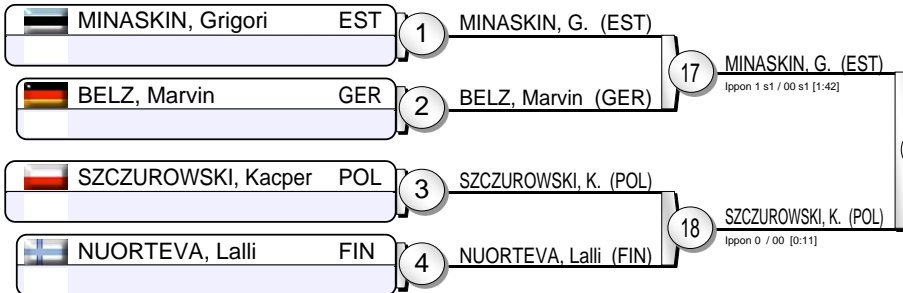 MINASKIN, Grigori EST
1
MINASKIN, G. (EST)
17
MINASKIN, G. (EST)
Ippon 1 s1 / 00 s1 [1:42]
BELZ, Marvin GER
2
BELZ, Marvin (GER)
SZCZUROWSKI, Kacper POL
3
SZCZUROWSKI, K. (POL)
18
SZCZUROWSKI, K. (POL)
Ippon 0 / 00 [0:11]
NUORTEVA, Lalli FIN
4
NUORTEVA, Lalli (FIN)